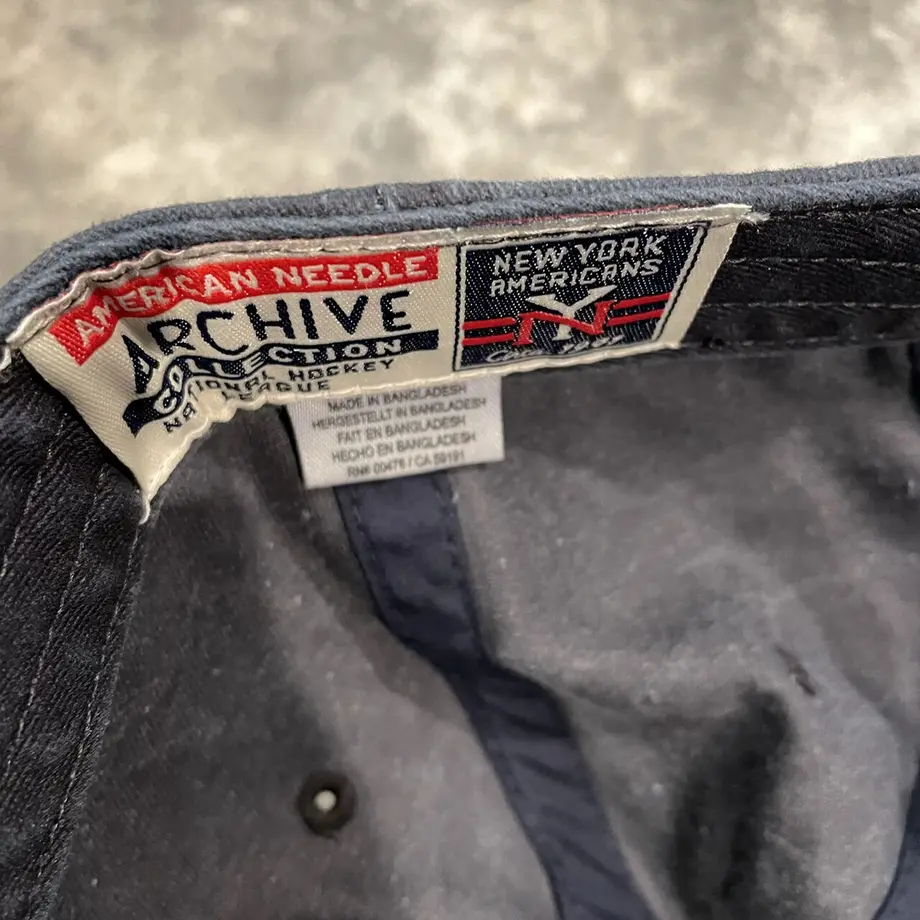 AMERICAN NEEDLE
ARCHIVE
COLLECTION
NATIONAL HOCKEY
LEAGUE
NEW YORK
AMERICANS
NY
MADE IN BANGLADESH
HERGESTELLT IN BANGLADESH
FAIT EN BANGLADESH
HECHO EN BANGLADESH
RN# 00476 / CA 59191